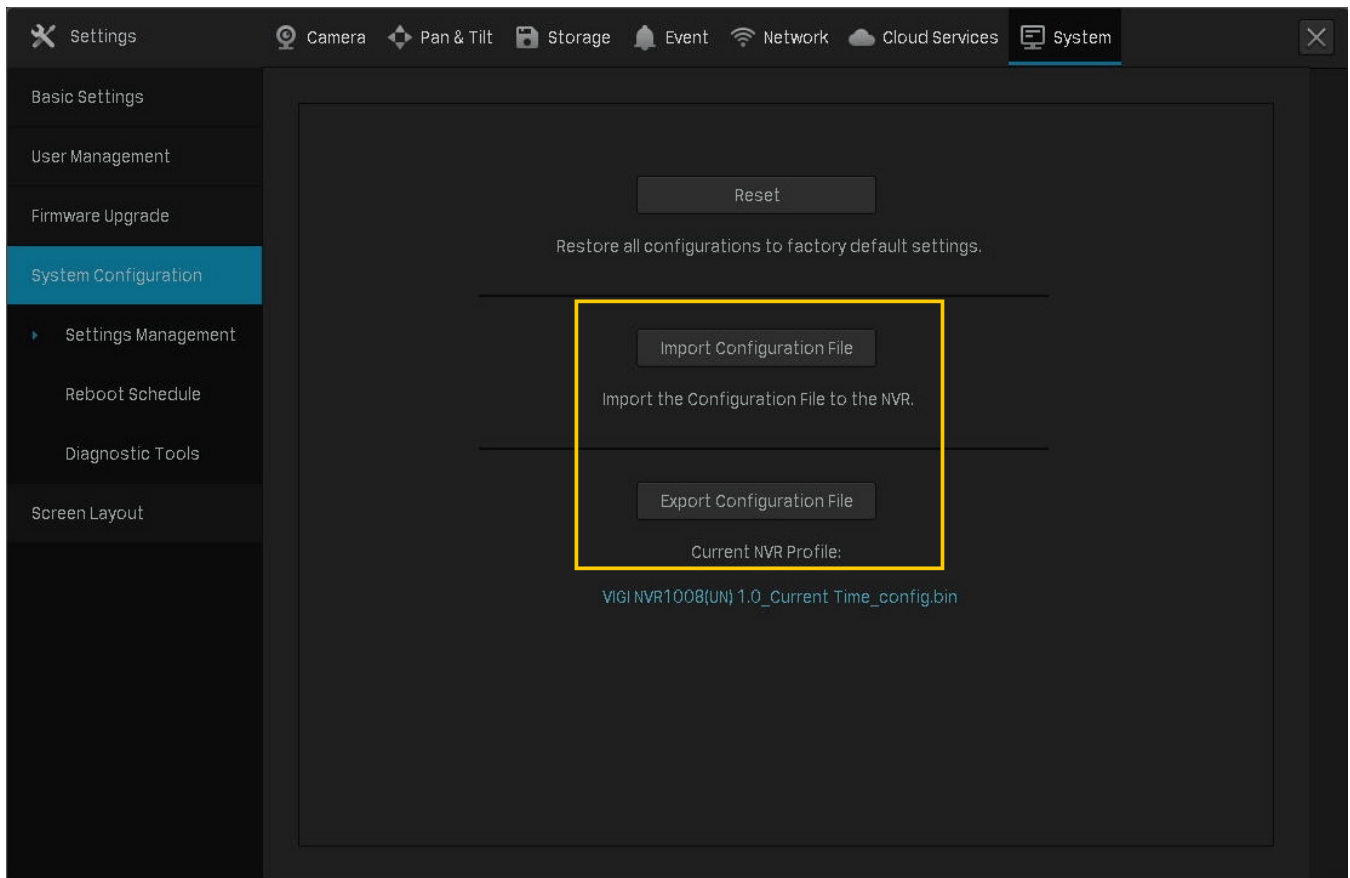 Settings
Camera
Pan & Tilt
Storage
Event
Network
Cloud Services
System
Basic Settings
User Management
Firmware Upgrade
System Configuration
Settings Management
Reboot Schedule
Diagnostic Tools
Screen Layout
Reset
Restore all configurations to factory default settings.
Import Configuration File
Import the Configuration File to the NVR.
Export Configuration File
Current NVR Profile:
VIGI NVR1008(UN) 1.0_Current Time_config.bin